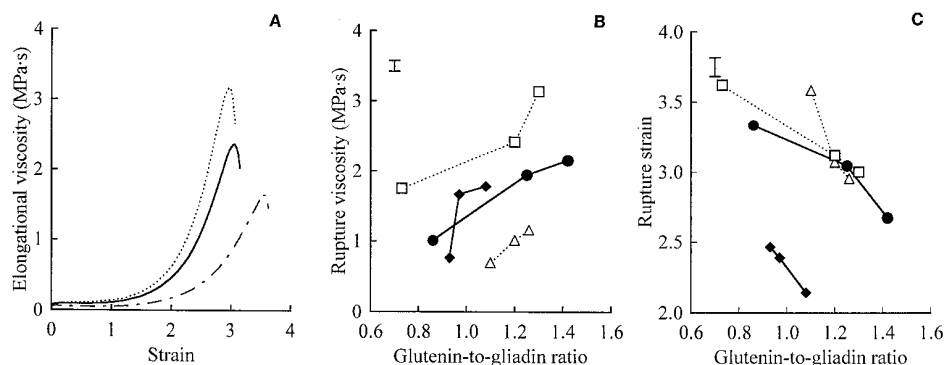 A
Elongational viscosity (MPa·s)
4
3
2
1
0
0 1 2 3 4
Strain
B
Rupture viscosity (MPa·s)
4
3
2
1
0
0.6 0.8 1.0 1.2 1.4 1.6
Glutenin-to-gliadin ratio
C
Rupture strain
4.0
3.5
3.0
2.5
2.0
0.6 0.8 1.0 1.2 1.4 1.6
Glutenin-to-gliadin ratio